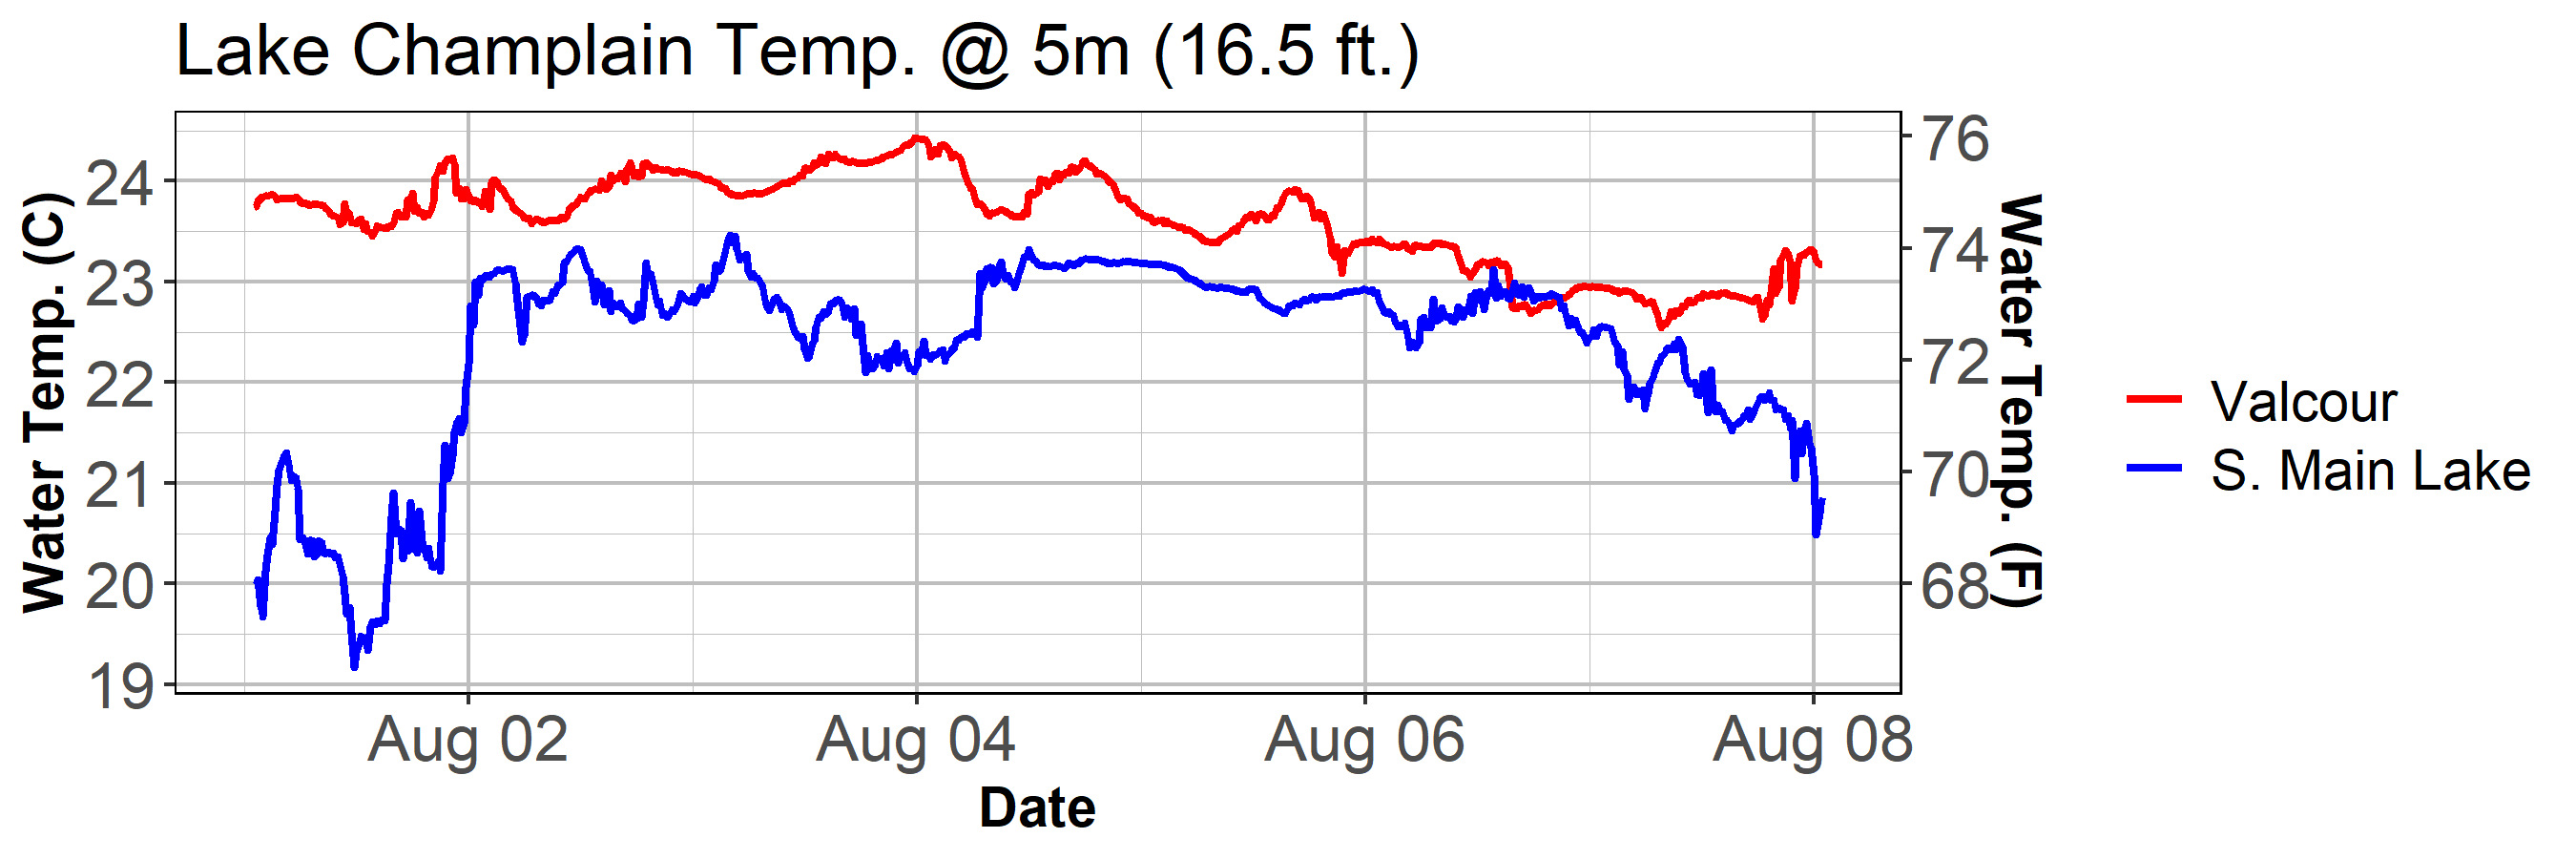 Lake Champlain Temp. @ 5m (16.5 ft.)
Water Temp. (C)
24
23
22
21
20
19
76
74
72
70
68
Water Temp. (F)
Aug 02
Aug 04
Aug 06
Aug 08
Date
Valcour
S. Main Lake